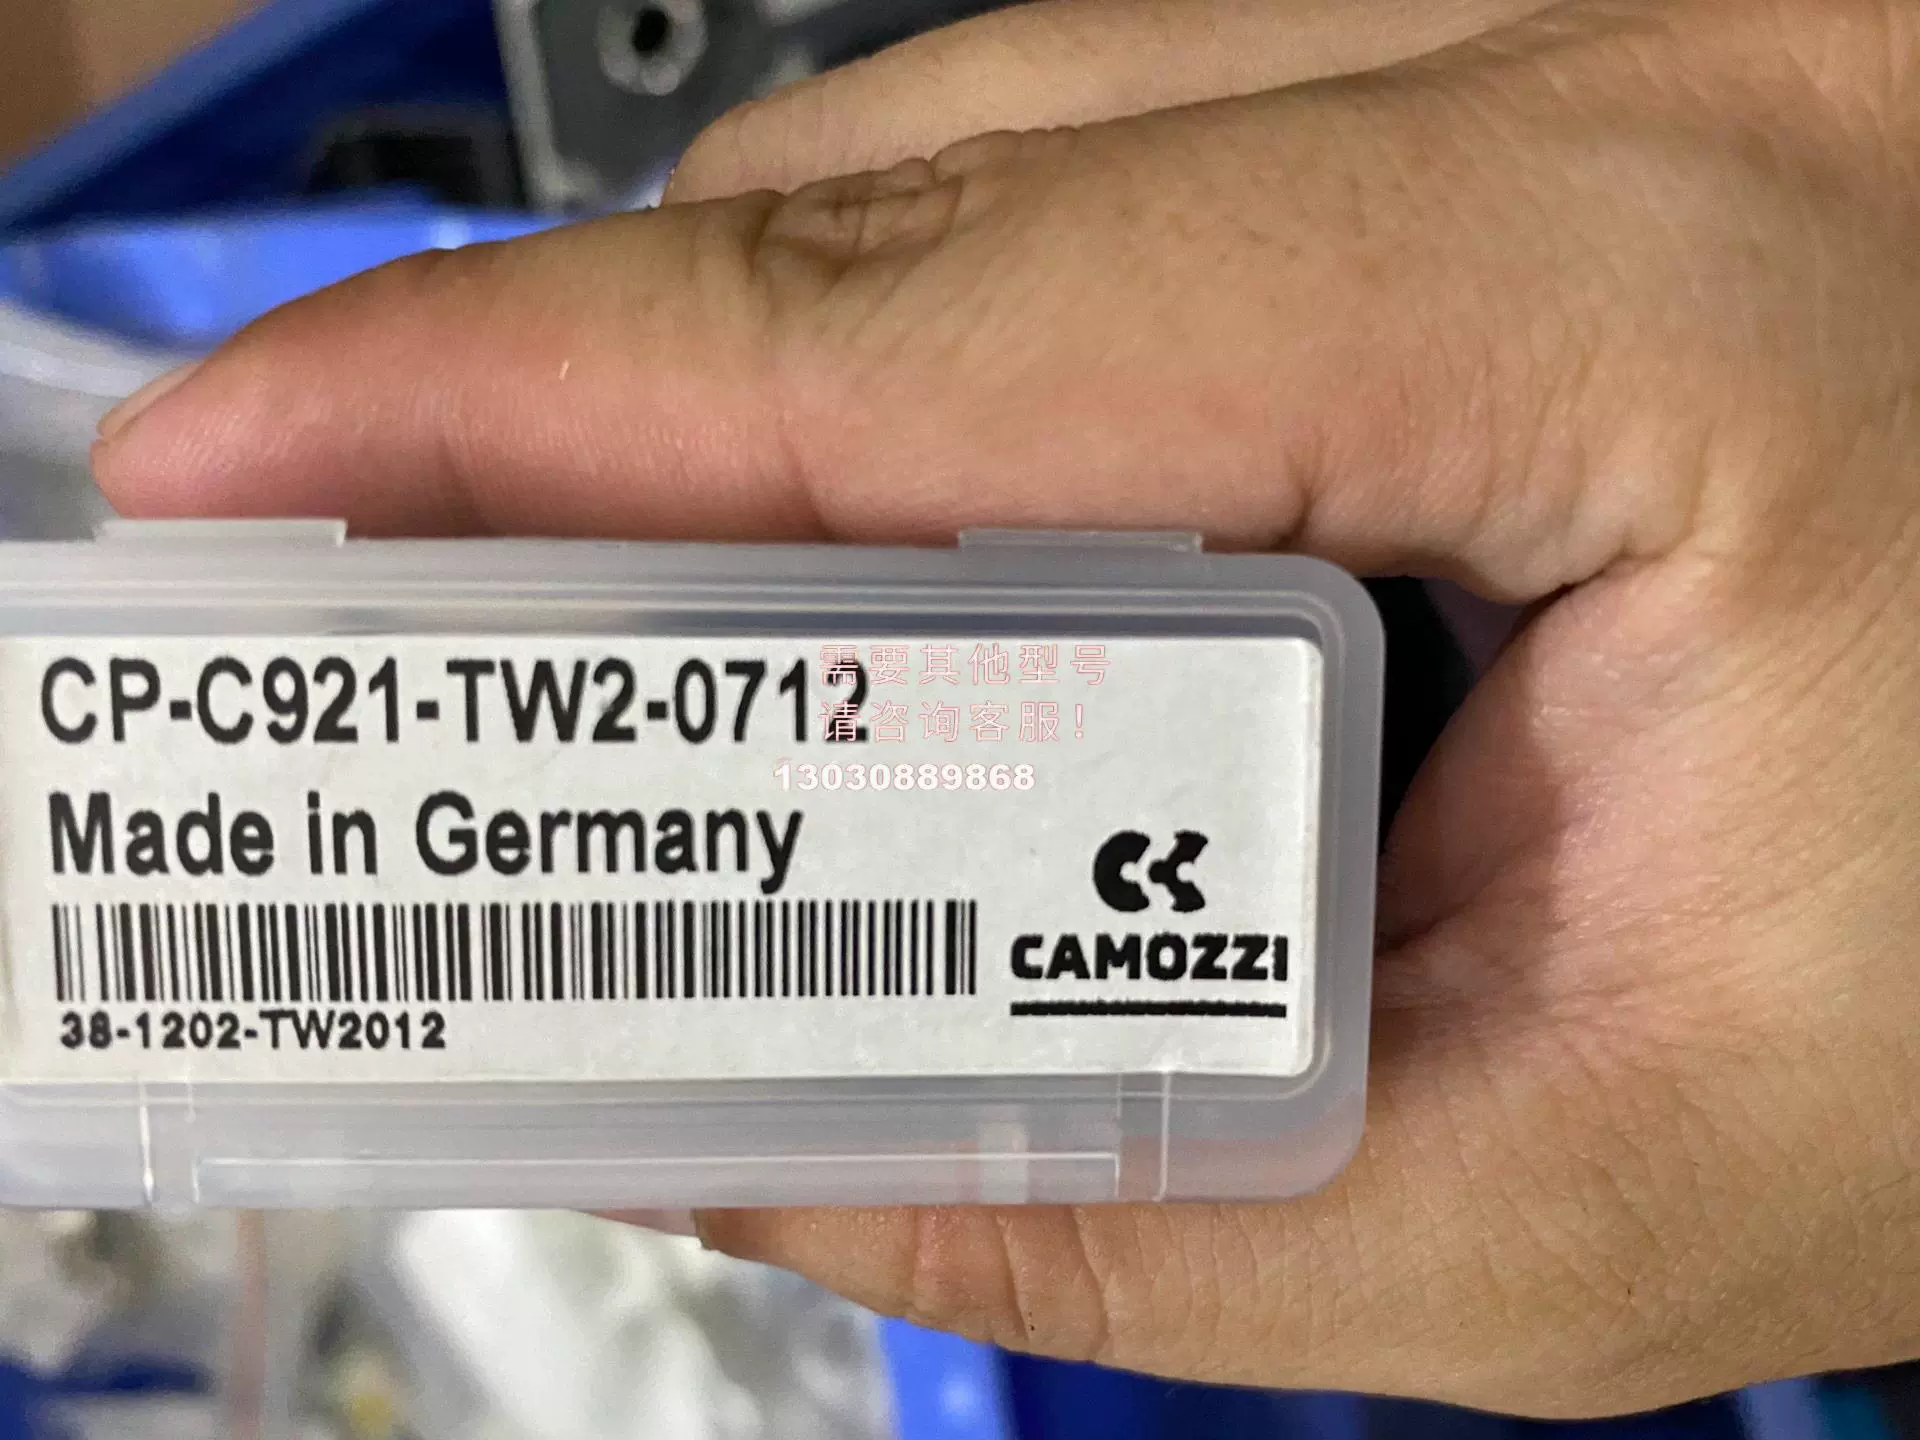 CP-C921-TW2-0712
需要其他型号
请咨询客服！
13030889868
Made in Germany
CAMOZZI
38-1202-TW2012